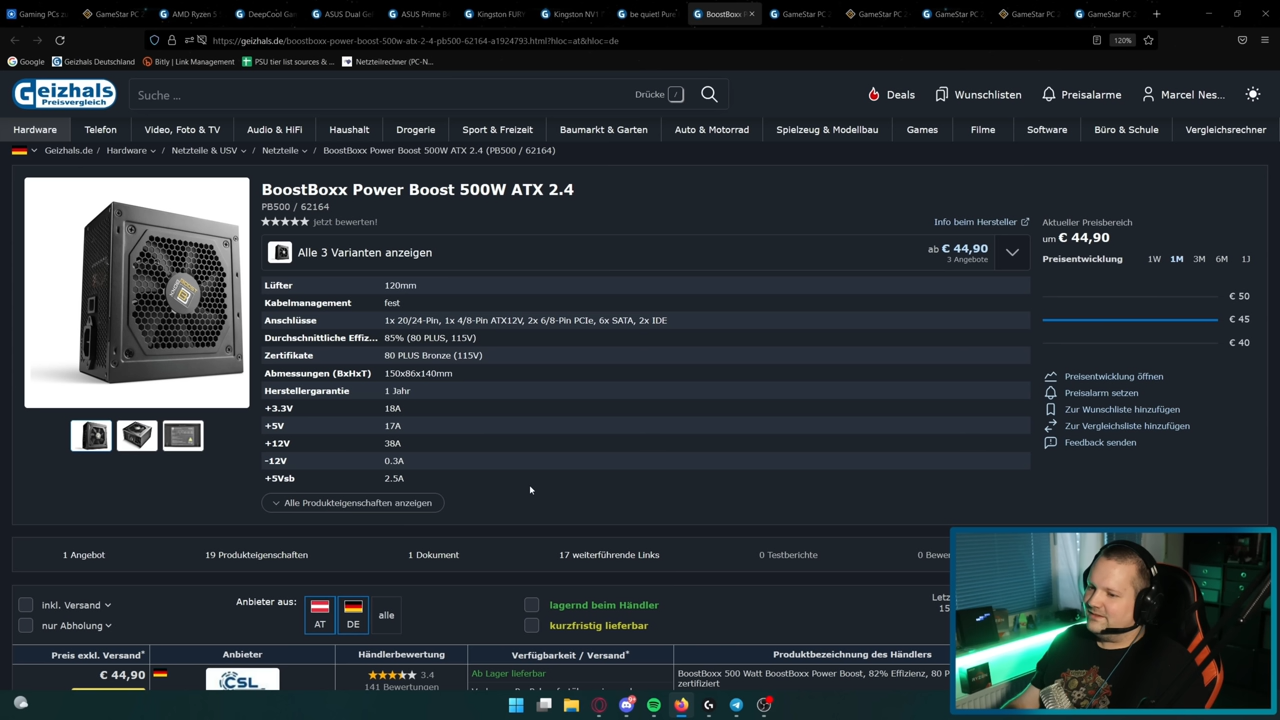 Gaming PCs z
GameStar PC
AMD Ryzen 5
DeepCool Gam
ASUS Dual Ge
ASUS Prime B
Kingston FURY
Kingston NV1
be quiet! Pure
BoostBoxx P
GameStar PC 2
GameStar PC 2
GameStar PC 2
GameStar PC 2
GameStar PC 2
https://geizhals.de/boostboxx-power-boost-500w-atx-2-4-pb500-62164-a1924793.html?hloc=at&hloc=de
120%
Google
Geizhals Deutschland
Bitly | Link Management
PSU tier list sources & ...
Netzteilrechner (PC-N...
Geizhals
Preisvergleich
Suche ...
Drücke /
Deals
Wunschlisten
Preisalarme
Marcel Nes...
Hardware
Telefon
Video, Foto & TV
Audio & HiFi
Haushalt
Drogerie
Sport & Freizeit
Baumarkt & Garten
Auto & Motorrad
Spielzeug & Modellbau
Games
Filme
Software
Büro & Schule
Vergleichsrechner
Geizhals.de / Hardware / Netzteile & USV / Netzteile / BoostBoxx Power Boost 500W ATX 2.4 (PB500 / 62164)
BoostBoxx Power Boost 500W ATX 2.4
PB500 / 62164
jetzt bewerten!
Info beim Hersteller
Alle 3 Varianten anzeigen
ab € 44,90
3 Angebote
Lüfter 120mm
Kabelmanagement fest
Anschlüsse 1x 20/24-Pin, 1x 4/8-Pin ATX12V, 2x 6/8-Pin PCIe, 6x SATA, 2x IDE
Durchschnittliche Effiz... 85% (80 PLUS, 115V)
Zertifikate 80 PLUS Bronze (115V)
Abmessungen (BxHxT) 150x86x140mm
Herstellergarantie 1 Jahr
+3.3V 18A
+5V 17A
+12V 38A
-12V 0.3A
+5Vsb 2.5A
Alle Produkteigenschaften anzeigen
Aktueller Preisbereich
um € 44,90
Preisentwicklung 1W 1M 3M 6M 1J
€ 50
€ 45
€ 40
Preisentwicklung öffnen
Preisalarm setzen
Zur Wunschliste hinzufügen
Zur Vergleichsliste hinzufügen
Feedback senden
1 Angebot
19 Produkteigenschaften
1 Dokument
17 weiterführende Links
0 Testberichte
0 Bewer
inkl. Versand
nur Abholung
Anbieter aus:
AT
DE
alle
lagernd beim Händler
kurzfristig lieferbar
Letz
15
Preis exkl. Versand*
Anbieter
Händlerbewertung
Verfügbarkeit / Versand*
Produktbezeichnung des Händlers
€ 44,90
CSL
3.4
141 Bewertungen
Ab Lager lieferbar
BoostBoxx 500 Watt BoostBoxx Power Boost, 82% Effizienz, 80 P
zertifiziert